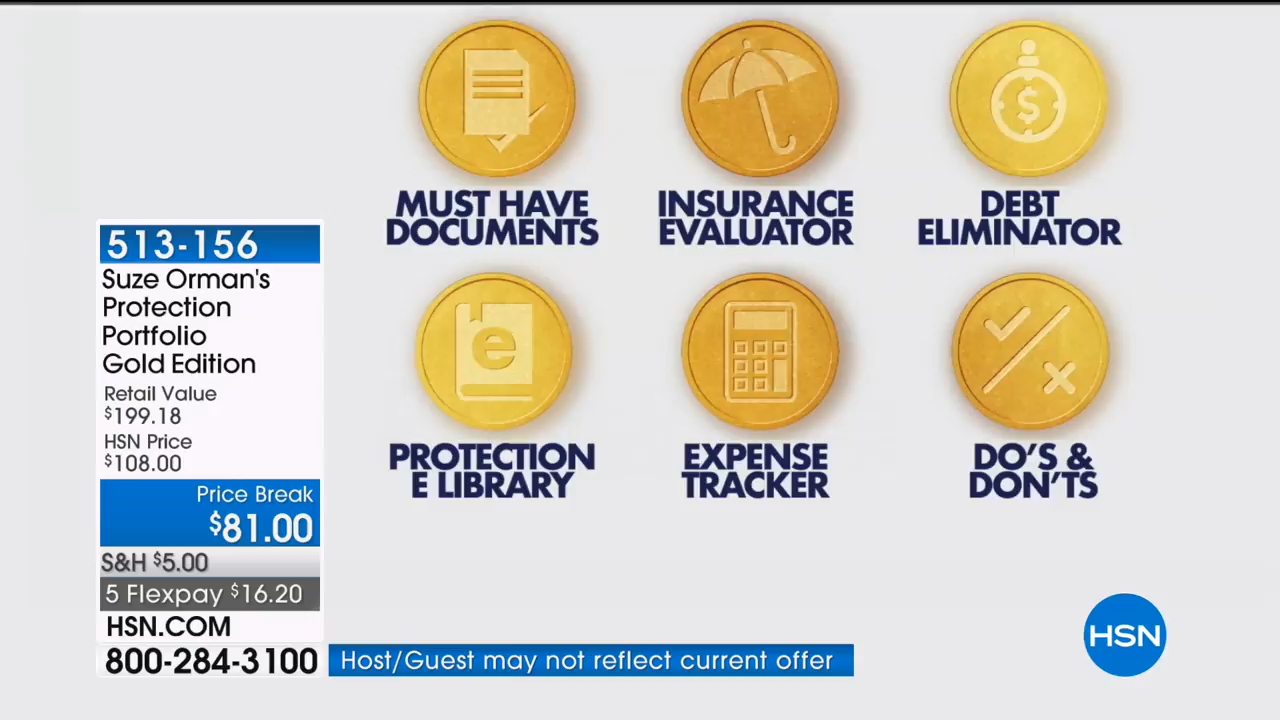 MUST HAVE
DOCUMENTS
INSURANCE
EVALUATOR
DEBT
ELIMINATOR
$
e
PROTECTION
E LIBRARY
EXPENSE
TRACKER
DO'S &
DON'TS
513-156
Suze Orman's
Protection
Portfolio
Gold Edition
Retail Value
$199.18
HSN Price
$108.00
Price Break
$81.00
S&H $5.00
5 Flexpay $16.20
HSN.COM
800-284-3100
Host/Guest may not reflect current offer
HSN